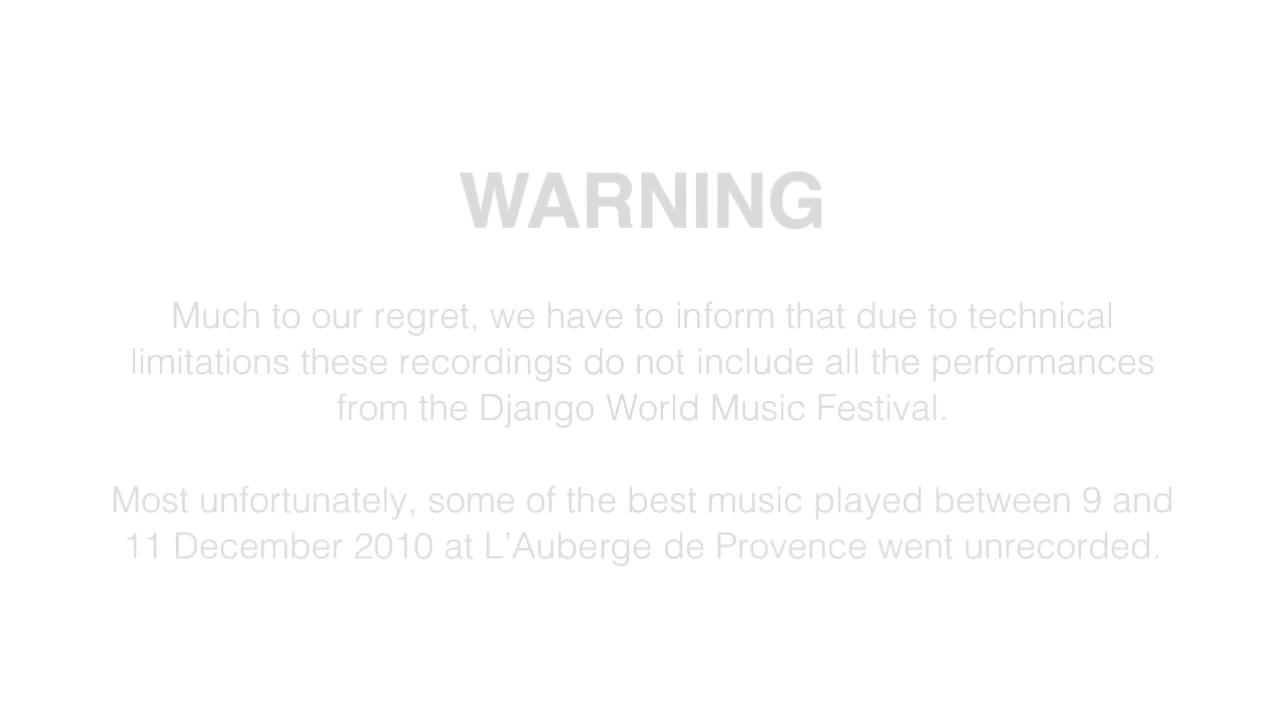 WARNING
Much to our regret, we have to inform that due to technical
limitations these recordings do not include all the performances
from the Django World Music Festival.
Most unfortunately, some of the best music played between 9 and
11 December 2010 at L’Auberge de Provence went unrecorded.